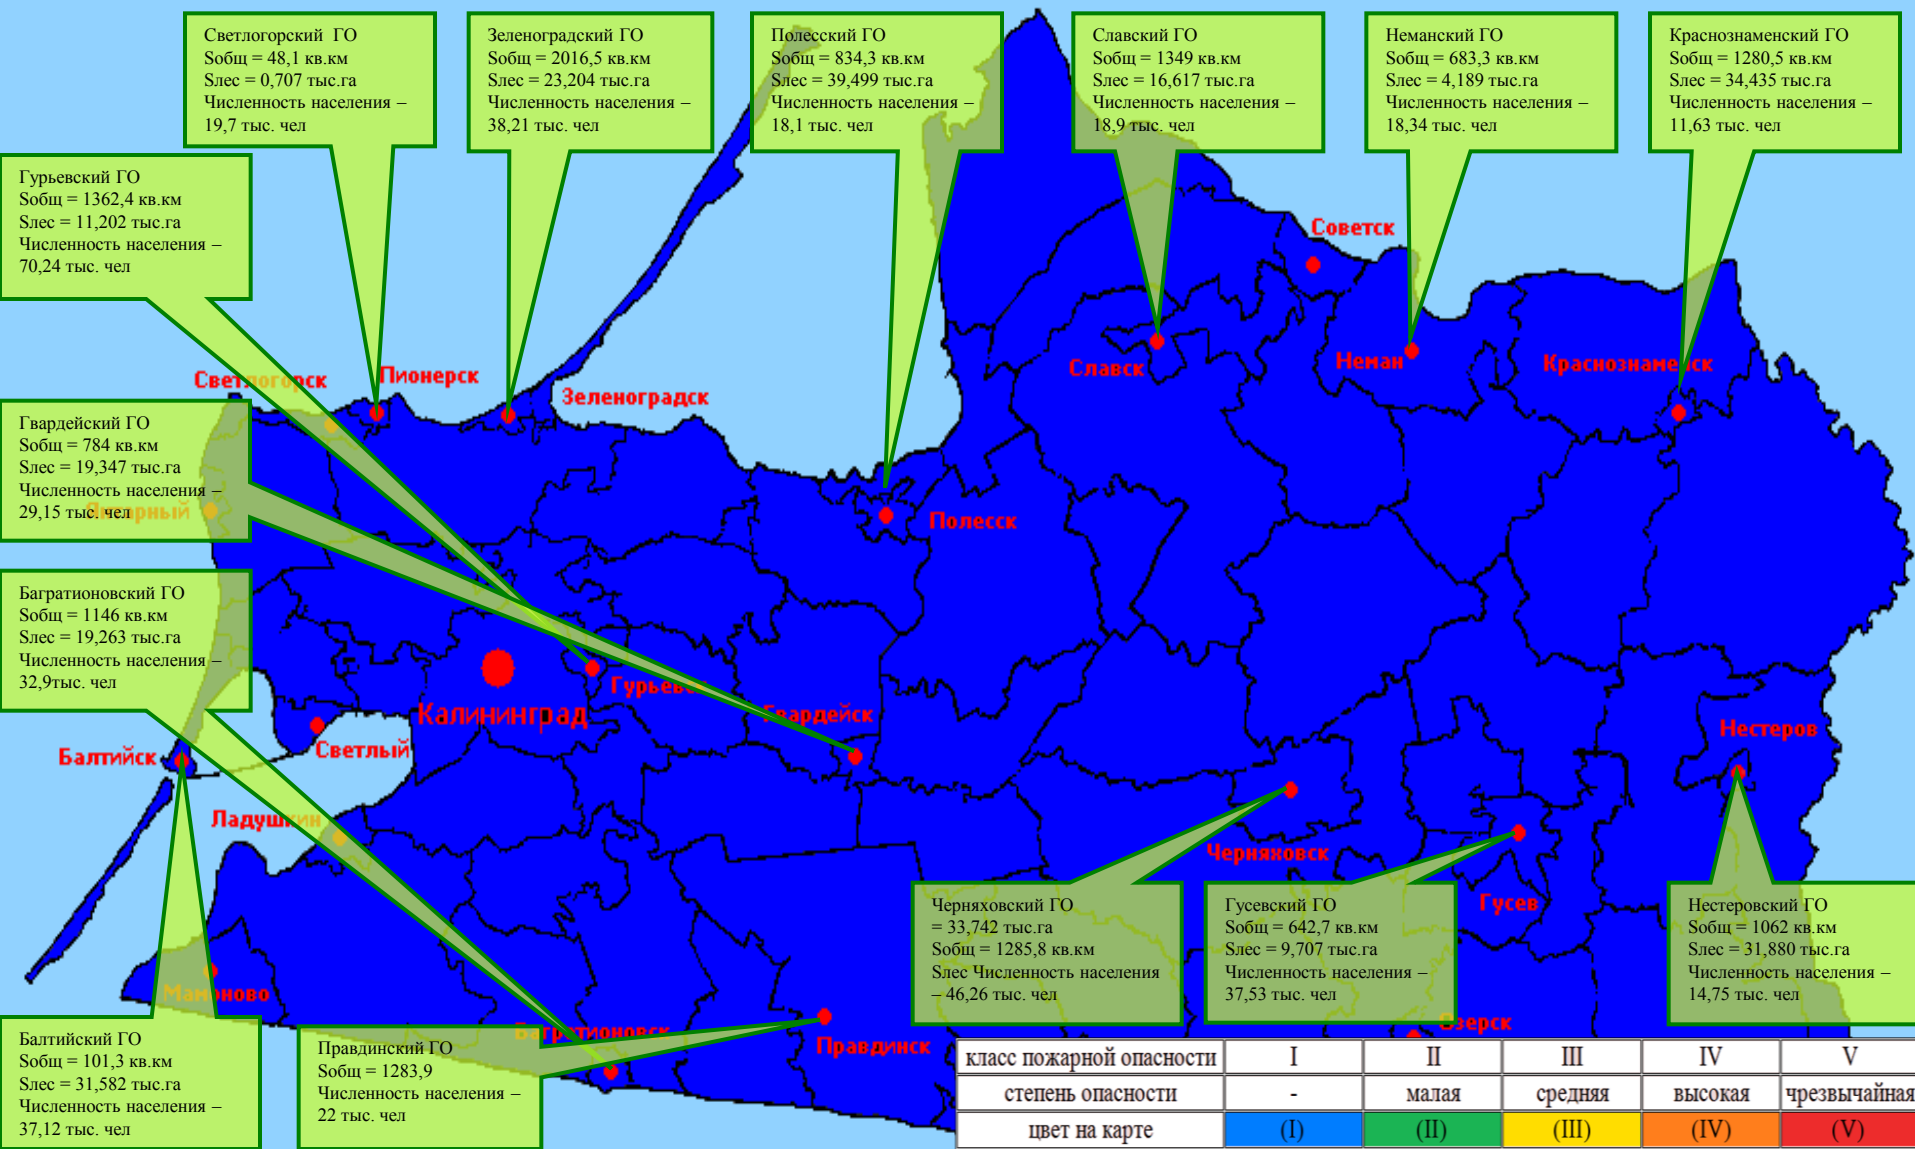 Светлогорский ГО
Sобщ = 48,1 кв.км
Sлес = 0,707 тыс.га
Численность населения –
19,7 тыс. чел
Зеленоградский ГО
Sобщ = 2016,5 кв.км
Sлес = 23,204 тыс.га
Численность населения –
38,21 тыс. чел
Полесский ГО
Sобщ = 834,3 кв.км
Sлес = 39,499 тыс.га
Численность населения –
18,1 тыс. чел
Славский ГО
Sобщ = 1349 кв.км
Sлес = 16,617 тыс.га
Численность населения –
18,9 тыс. чел
Неманский ГО
Sобщ = 683,3 кв.км
Sлес = 4,189 тыс.га
Численность населения –
18,34 тыс. чел
Краснознаменский ГО
Sобщ = 1280,5 кв.км
Sлес = 34,435 тыс.га
Численность населения –
11,63 тыс. чел
Гурьевский ГО
Sобщ = 1362,4 кв.км
Sлес = 11,202 тыс.га
Численность населения –
70,24 тыс. чел
Советск
Славск
Неман
Краснознаменск
Светлогорск
Пионерск
Зеленоградск
Гвардейский ГО
Sобщ = 784 кв.км
Sлес = 19,347 тыс.га
Численность населения –
29,15 тыс. чел
Янтарный
Полесск
Багратионовский ГО
Sобщ = 1146 кв.км
Sлес = 19,263 тыс.га
Численность населения –
32,9тыс. чел
Гурьевск
Калининград
Гвардейск
Нестеров
Светлый
Балтийск
Ладушкин
Черняховск
Гусев
Черняховский ГО
= 33,742 тыс.га
Sобщ = 1285,8 кв.км
Sлес Численность населения
– 46,26 тыс. чел
Гусевский ГО
Sобщ = 642,7 кв.км
Sлес = 9,707 тыс.га
Численность населения –
37,53 тыс. чел
Нестеровский ГО
Sобщ = 1062 кв.км
Sлес = 31,880 тыс.га
Численность населения –
14,75 тыс. чел
Мамоново
Багратионовск
Правдинск
Озерск
Балтийский ГО
Sобщ = 101,3 кв.км
Sлес = 31,582 тыс.га
Численность населения –
37,12 тыс. чел
Правдинский ГО
Sобщ = 1283,9
Численность населения –
22 тыс. чел
класс пожарной опасности I II III IV V
степень опасности - малая средняя высокая чрезвычайная
цвет на карте (I) (II) (III) (IV) (V)